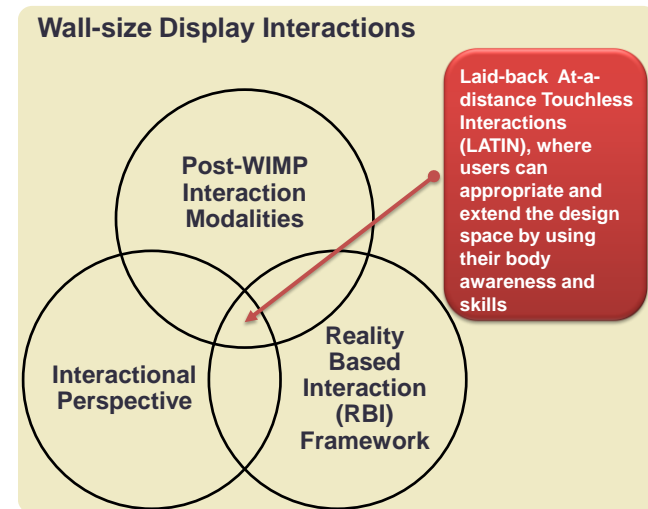 Wall-size Display Interactions
Laid-back At-a-
distance Touchless
Interactions
(LATIN), where
users can
appropriate and
extend the design
space by using
their body
awareness and
skills
Post-WIMP
Interaction
Modalities
Interactional
Perspective
Reality
Based
Interaction
(RBI)
Framework